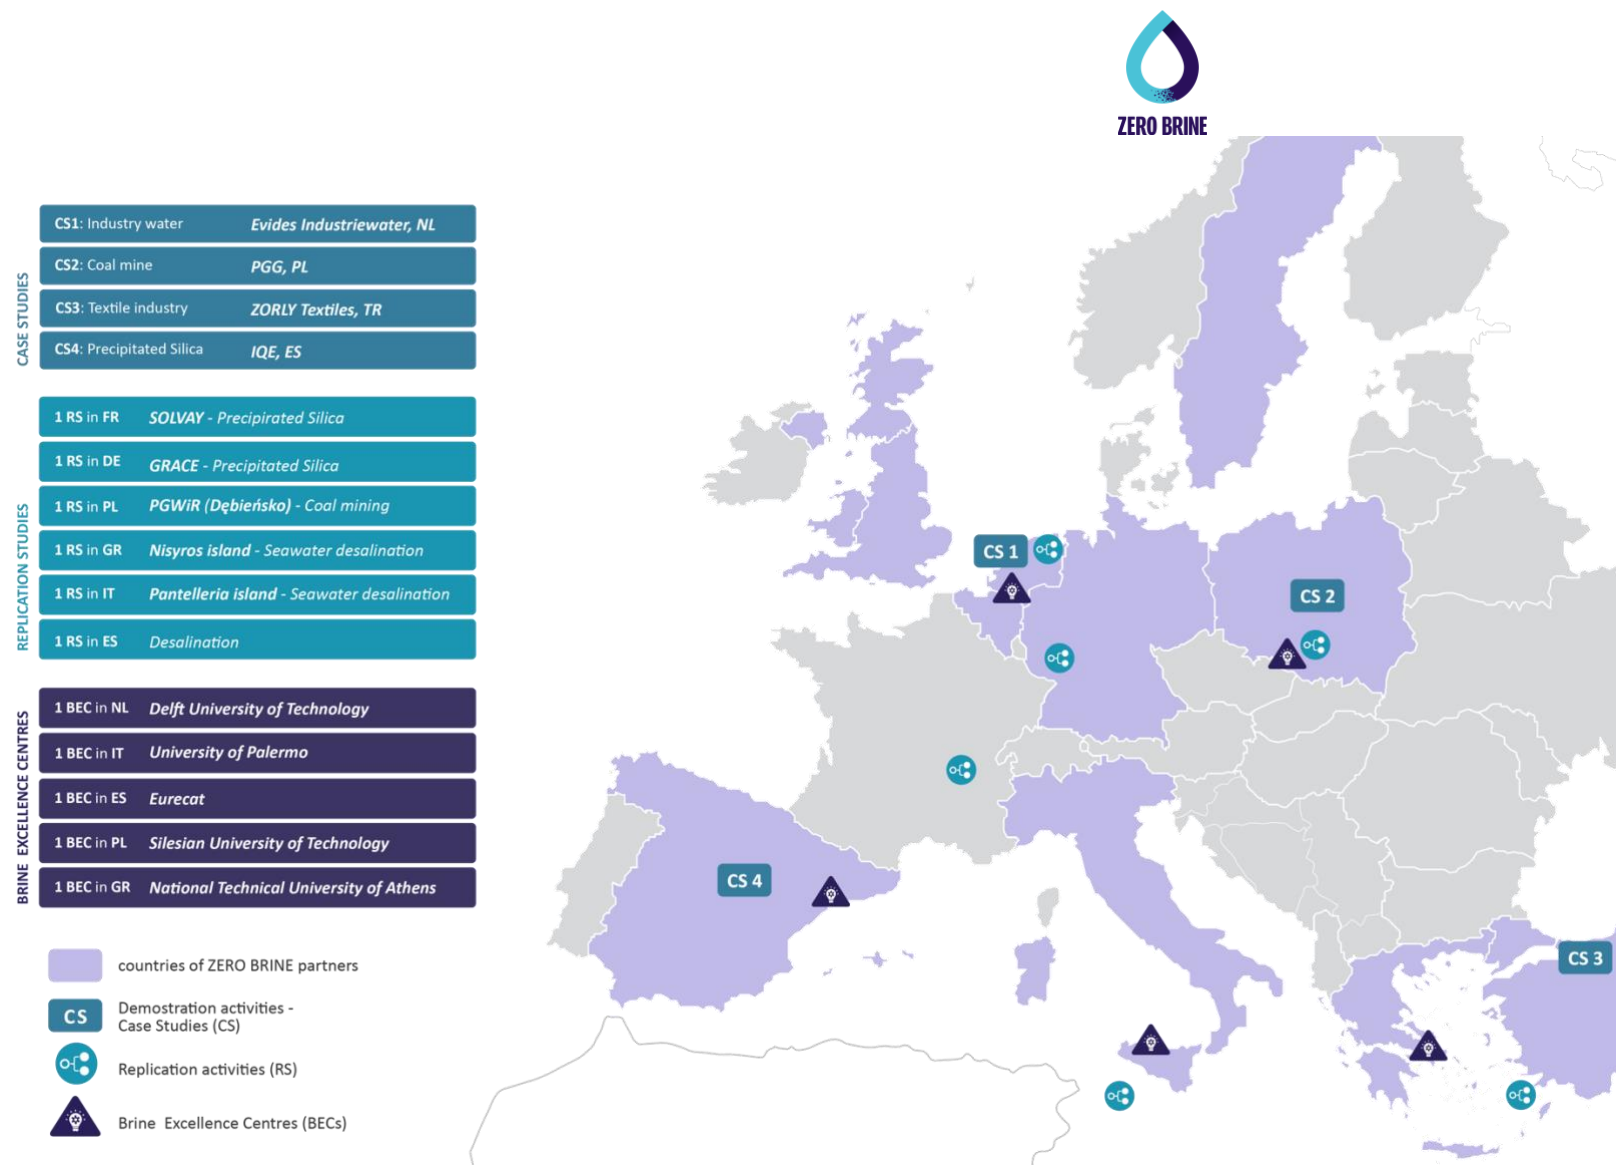 ZERO BRINE
CASE STUDIES
CS1: Industry water Evides Industriewater, NL
CS2: Coal mine PGG, PL
CS3: Textile industry ZORLY Textiles, TR
CS4: Precipitated Silica IQE, ES
REPLICATION STUDIES
1 RS in FR SOLVAY - Precipirated Silica
1 RS in DE GRACE - Precipitated Silica
1 RS in PL PGWiR (Dębieńsko) - Coal mining
1 RS in GR Nisyros island - Seawater desalination
1 RS in IT Pantelleria island - Seawater desalination
1 RS in ES Desalination
BRINE EXCELLENCE CENTRES
1 BEC in NL Delft University of Technology
1 BEC in IT University of Palermo
1 BEC in ES Eurecat
1 BEC in PL Silesian University of Technology
1 BEC in GR National Technical University of Athens
countries of ZERO BRINE partners
CS
Demostration activities -
Case Studies (CS)
Replication activities (RS)
Brine Excellence Centres (BECs)
CS 1
CS 2
CS 4
CS 3